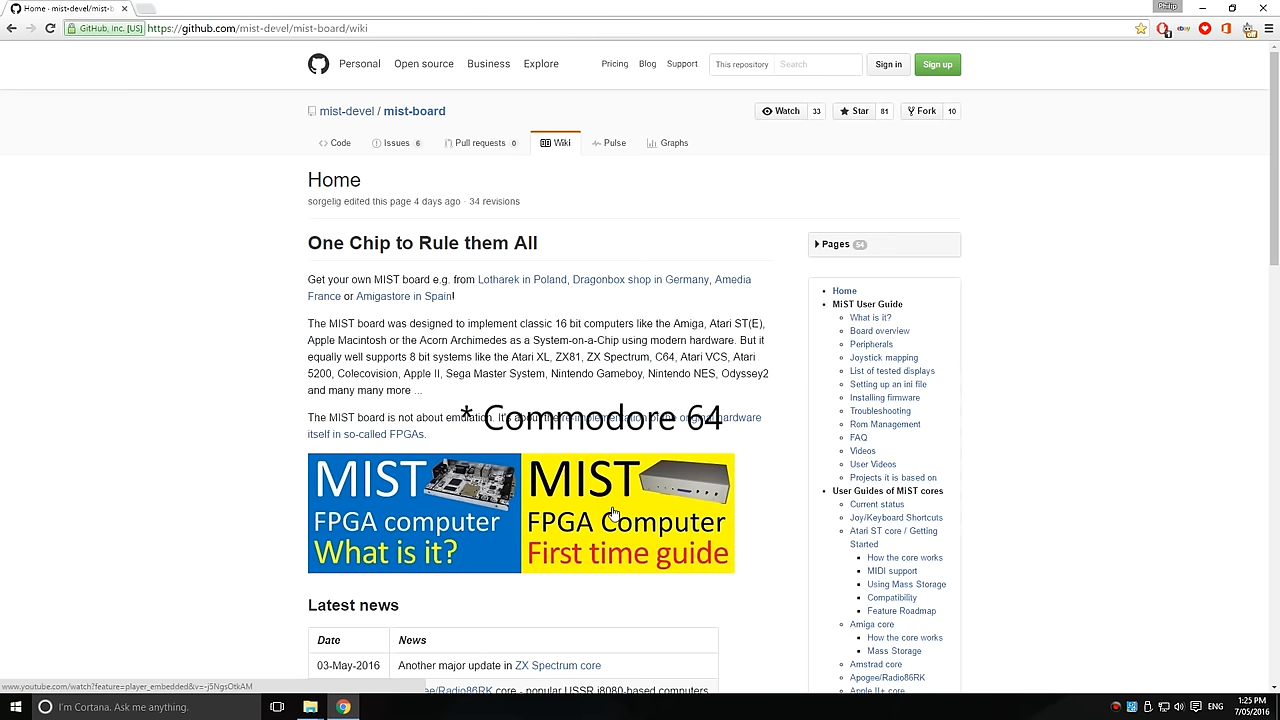 Home · mist-devel/mist-b
Philip
GitHub, Inc. [US] https://github.com/mist-devel/mist-board/wiki
Personal Open source Business Explore Pricing Blog Support This repository Search Sign in Sign up
mist-devel / mist-board Watch 33 Star 81 Fork 10
Code Issues 6 Pull requests 0 Wiki Pulse Graphs
Home
sorgelig edited this page 4 days ago · 34 revisions
One Chip to Rule them All
Get your own MIST board e.g. from Lotharek in Poland, Dragonbox shop in Germany, Amedia
France or Amigastore in Spain!
The MIST board was designed to implement classic 16 bit computers like the Amiga, Atari ST(E),
Apple Macintosh or the Acorn Archimedes as a System-on-a-Chip using modern hardware. But it
equally well supports 8 bit systems like the Atari XL, ZX81, ZX Spectrum, C64, Atari VCS, Atari
5200, Colecovision, Apple II, Sega Master System, Nintendo Gameboy, Nintendo NES, Odyssey2
and many many more ...
The MIST board is not about emulation. It's about the re-implementation of the original hardware
itself in so-called FPGAs.
* Commodore 64
MIST
FPGA computer
What is it?
MIST
FPGA Computer
First time guide
Latest news
Date News
03-May-2016 Another major update in ZX Spectrum core
ee/Radio86RK core - popular USSR i8080-based computers
Pages 54
Home
MiST User Guide
What is it?
Board overview
Peripherals
Joystick mapping
List of tested displays
Setting up an ini file
Installing firmware
Troubleshooting
Rom Management
FAQ
Videos
User Videos
Projects it is based on
User Guides of MiST cores
Current status
Joy/Keyboard Shortcuts
Atari ST core / Getting
Started
How the core works
MIDI support
Using Mass Storage
Compatibility
Feature Roadmap
Amiga core
How the core works
Mass Storage
Amstrad core
Apogee/Radio86RK
Apple II+ core
www.youtube.com/watch?feature=player_embedded&v=-j5NgsOtkAM
I'm Cortana. Ask me anything.
ENG
1:25 PM
7/05/2016